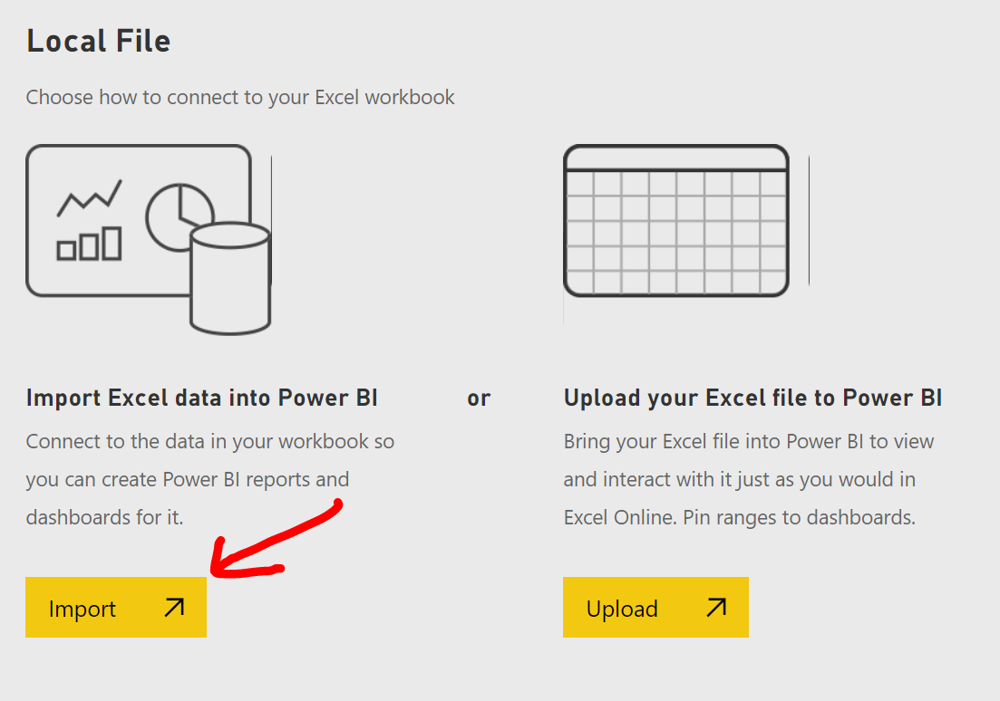 Local File
Choose how to connect to your Excel workbook
Import Excel data into Power BI
Connect to the data in your workbook so
you can create Power BI reports and
dashboards for it.
Import
or
Upload your Excel file to Power BI
Bring your Excel file into Power BI to view
and interact with it just as you would in
Excel Online. Pin ranges to dashboards.
Upload